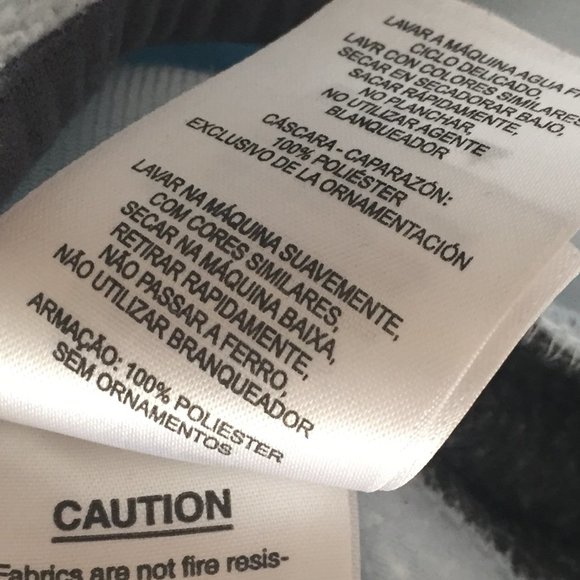 LAVAR A MÁQUINA AGUA
CICLO DELICADO
LAVR CON COLORES SIMILARES
SECAR EN SECADORAR BAJO,
SACAR RAPIDAMENTE,
NO PLANCHAR,
NO UTILIZAR AGENTE
BLANQUEADOR
CÁSCARA - CAPARAZÓN:
100% POLIÉSTER
EXCLUSIVO DE LA ORNAMENTACIÓN
LAVAR NA MÁQUINA SUAVEMENTE,
COM CORES SIMILARES,
SECAR NA MÁQUINA BAIXA,
RETIRAR RAPIDAMENTE,
NÃO PASSAR A FERRO,
NÃO UTILIZAR BRANQUEADOR
ARMAÇÃO: 100% POLIESTER
SEM ORNAMENTOS
CAUTION
Fabrics are not fire resis-